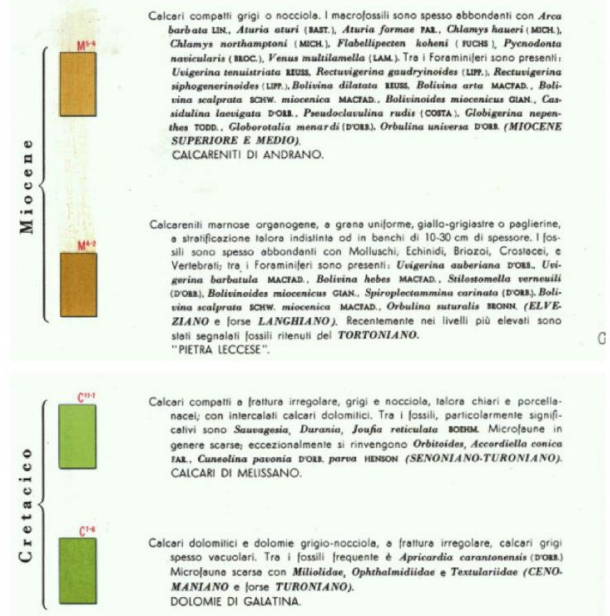 Miocene
M⁵⁻⁴
Calcari compatti grigi o nocciola. I macrofossili sono spesso abbondanti con Arca
barbata LIN., Aturia aturi (BAST.), Aturia formae PAR., Chlamys haueri (MICH.),
Chlamys northamptoni (MICH.), Flabellipecten koheni (FUCHS), Pycnodonta
navicularis (BROC.), Venus multilamella (LAM.). Tra i Foraminiferi sono presenti:
Uvigerina tenuistriata REUSS, Rectuvigerina gaudryinoides (LIPP.), Rectuvigerina
siphogenerinoides (LIPP.), Bolivina dilatata REUSS, Bolivina arta MACFAD., Boli-
vina scalprata SCHW. miocenica MACFAD., Bolivinoides miocenicus GIAN., Cas-
sidulina laevigata D'ORB., Pseudoclavulina rudis (COSTA), Globigerina nepen-
thes TODD., Globorotalia menardi (D'ORB.), Orbulina universa D'ORB. (MIOCENE
SUPERIORE E MEDIO).
CALCARENITI DI ANDRANO.
M⁴⁻²
Calcareniti marnose organogene, a grana uniforme, giallo-grigiastre o paglierine,
a stratificazione talora indistinta od in banchi di 10-30 cm di spessore. I fos-
sili sono spesso abbondanti con Molluschi, Echinidi, Briozoi, Crostacei, e
Vertebrati; tra i Foraminiferi sono presenti: Uvigerina auberiana D'ORB., Uvi-
gerina barbatula MACFAD., Bolivina hebes MACFAD., Stilostomella verneuili
(D'ORB.), Bolivinoides miocenicus GIAN., Spiroplectammina carinata (D'ORB.), Boli-
vina scalprata SCHW. miocenica MACFAD., Orbulina suturalis BRONN. (ELVE-
ZIANO e forse LANGHIANO). Recentemente nei livelli più elevati sono
stati segnalati fossili ritenuti del TORTONIANO.
"PIETRA LECCESE".
Cretacico
C¹¹⁻⁷
Calcari compatti a frattura irregolare, grigi e nocciola, talora chiari e porcella-
nacei; con intercalati calcari dolomitici. Tra i fossili, particolarmente signifi-
cativi sono Sauvagesia, Durania, Joufia reticulata BOEHM. Microfaune in
genere scarse; eccezionalmente si rinvengono Orbitoides, Accordiella conica
FAR., Cuneolina pavonia D'ORB. parva HENSON (SENONIANO-TURONIANO).
CALCARI DI MELISSANO.
C⁷⁻⁶
Calcari dolomitici e dolomie grigio-nocciola, a frattura irregolare, calcari grigi
spesso vacuolari. Tra i fossili frequente è Apricardia carantonensis (D'ORB.)
Microfauna scarsa con Miliolidae, Ophthalmidiidae e Textulariidae (CENO-
MANIANO e forse TURONIANO).
DOLOMIE DI GALATINA.